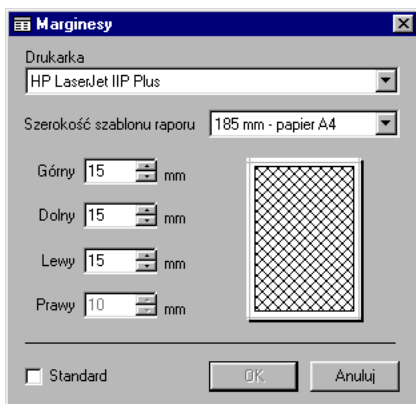 Marginesy
Drukarka
HP LaserJet IIP Plus
Szerokość szablonu raporu 185 mm - papier A4
Górny 15 mm
Dolny 15 mm
Lewy 15 mm
Prawy 10 mm
Standard OK Anuluj